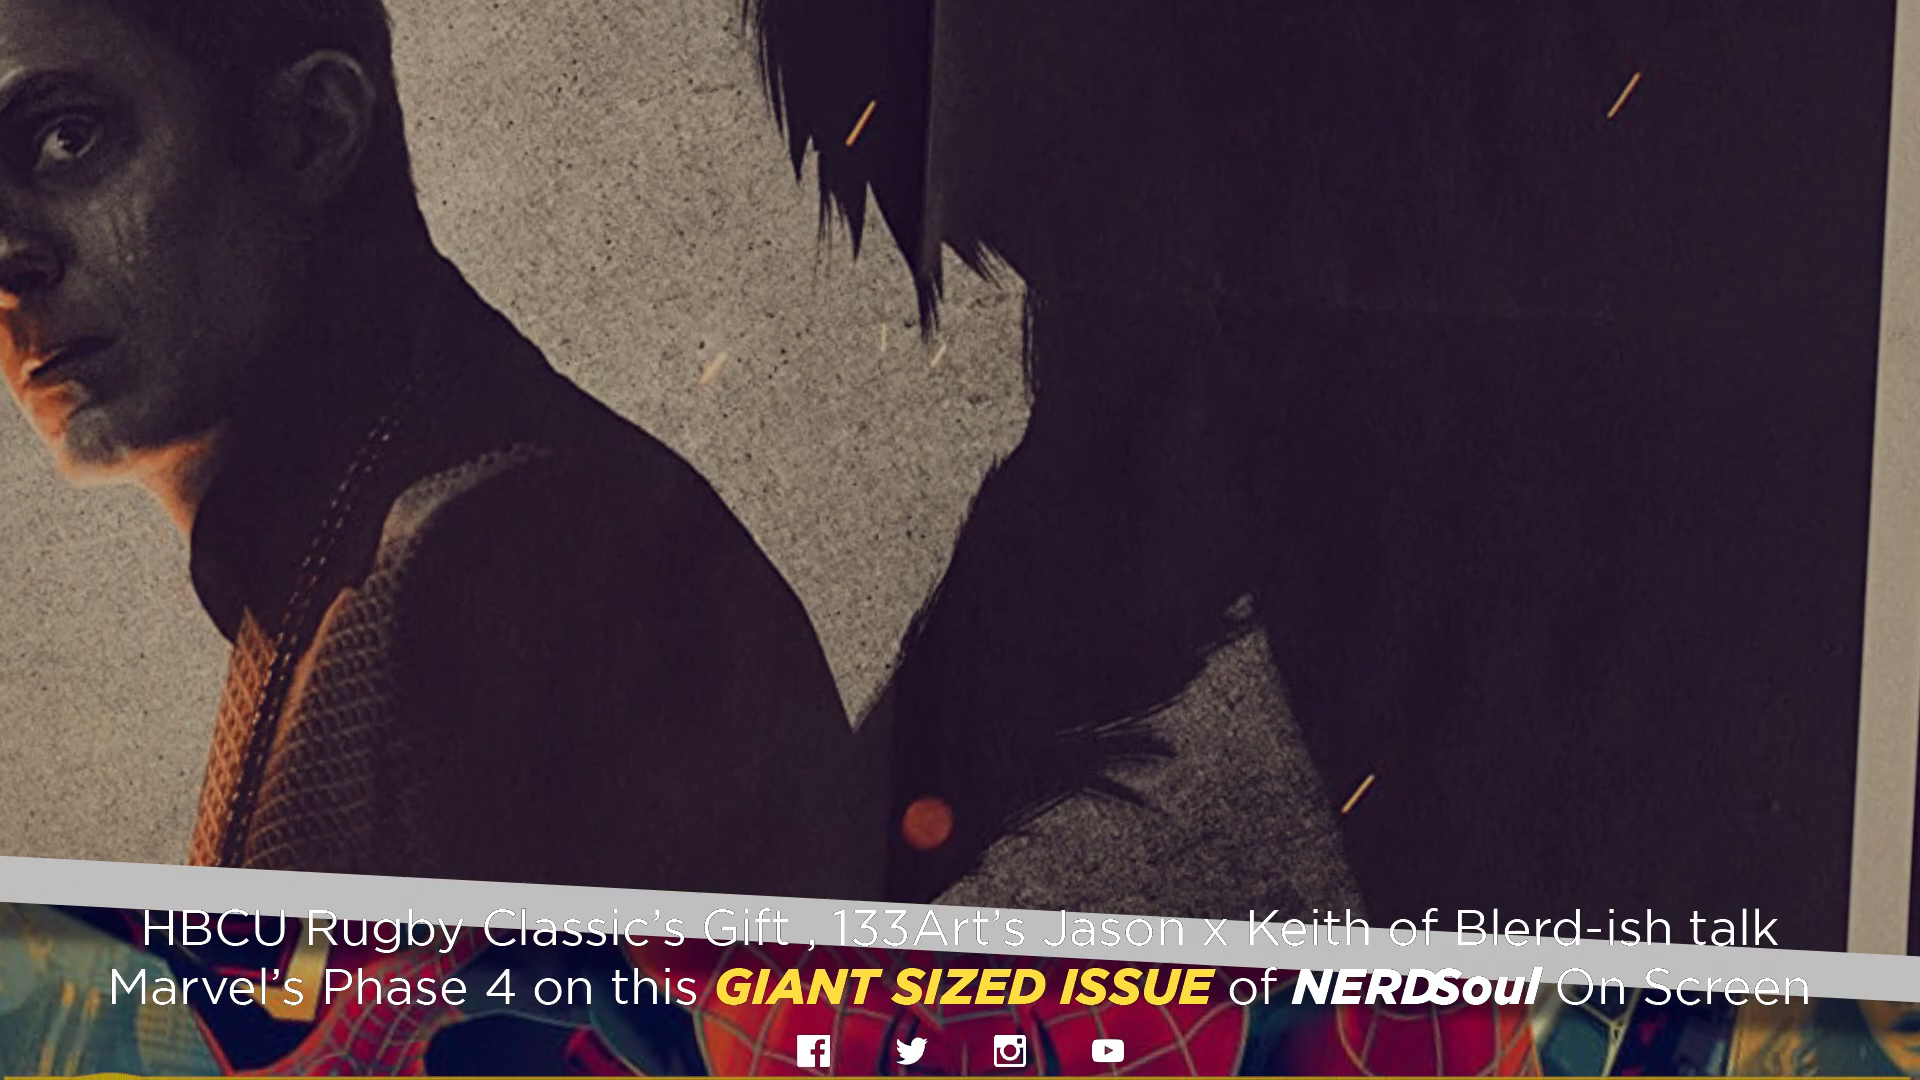 HBCU Rugby Classic's Gift , 133Art's Jason x Keith of Blerd-ish talk
Marvel's Phase 4 on this GIANT SIZED ISSUE of NERDSoul On Screen